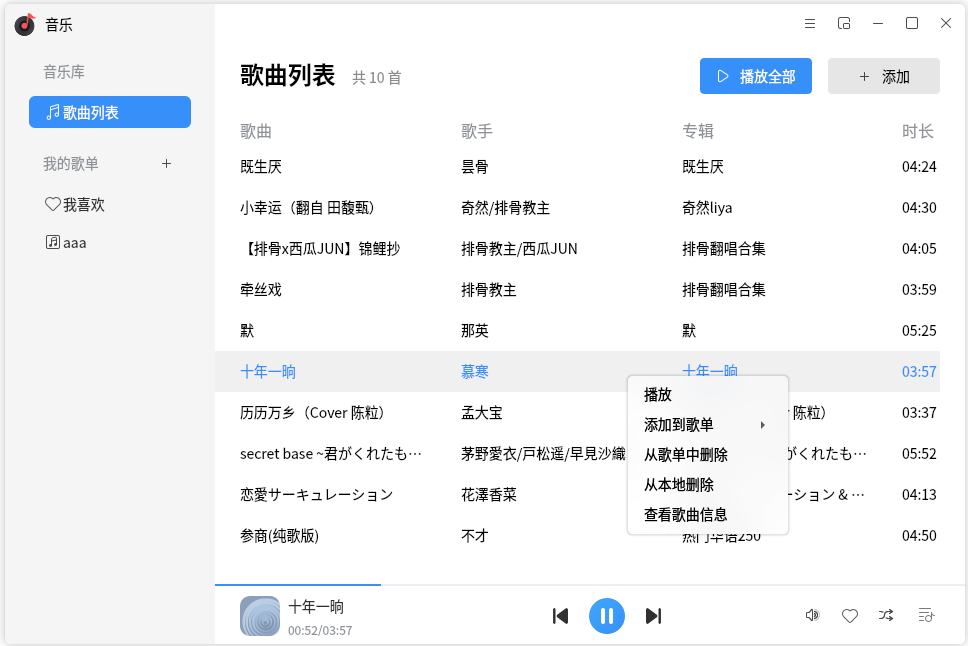 音乐
音乐库
歌曲列表
我的歌单
我喜欢
aaa
歌曲列表 共 10 首
播放全部
添加
歌曲 歌手 专辑 时长
既生厌 昙骨 既生厌 04:24
小幸运（翻自 田馥甄） 奇然/排骨教主 奇然liya 04:30
【排骨x西瓜JUN】锦鲤抄 排骨教主/西瓜JUN 排骨翻唱合集 04:05
牵丝戏 排骨教主 排骨翻唱合集 03:59
默 那英 默 05:25
十年一晌 慕寒 十年一晌 03:57
历历万乡（Cover 陈粒） 孟大宝 陈粒） 03:37
secret base ~君がくれたも… 茅野愛衣/戸松遥/早見沙織 がくれたも… 05:52
恋愛サーキュレーション 花澤香菜 ーション & … 04:13
参商(纯歌版) 不才 热门华语250 04:50
播放
添加到歌单
从歌单中删除
从本地删除
查看歌曲信息
十年一晌
00:52/03:57